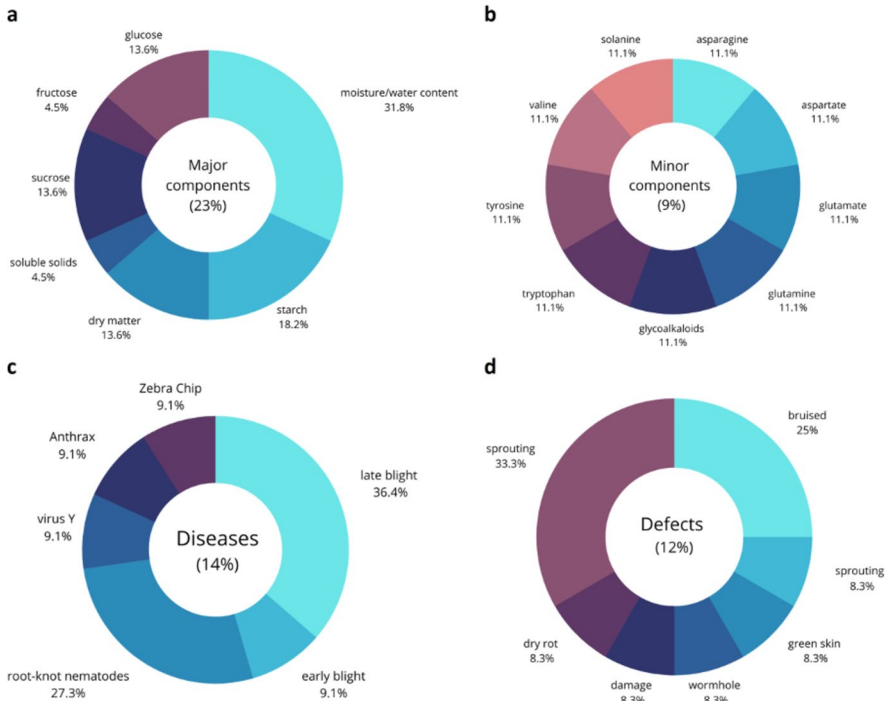 a
glucose
13.6%
fructose
4.5%
moisture/water content
31.8%
sucrose
13.6%
Major
components
(23%)
soluble solids
4.5%
dry matter
13.6%
starch
18.2%
b
solanine
11.1%
asparagine
11.1%
valine
11.1%
aspartate
11.1%
Minor
components
(9%)
tyrosine
11.1%
glutamate
11.1%
tryptophan
11.1%
glutamine
11.1%
glycoalkaloids
11.1%
c
Zebra Chip
9.1%
Anthrax
9.1%
late blight
36.4%
virus Y
9.1%
Diseases
(14%)
root-knot nematodes
27.3%
early blight
9.1%
d
bruised
25%
sprouting
33.3%
Defects
(12%)
sprouting
8.3%
dry rot
8.3%
green skin
8.3%
damage
8.3%
wormhole
8.3%